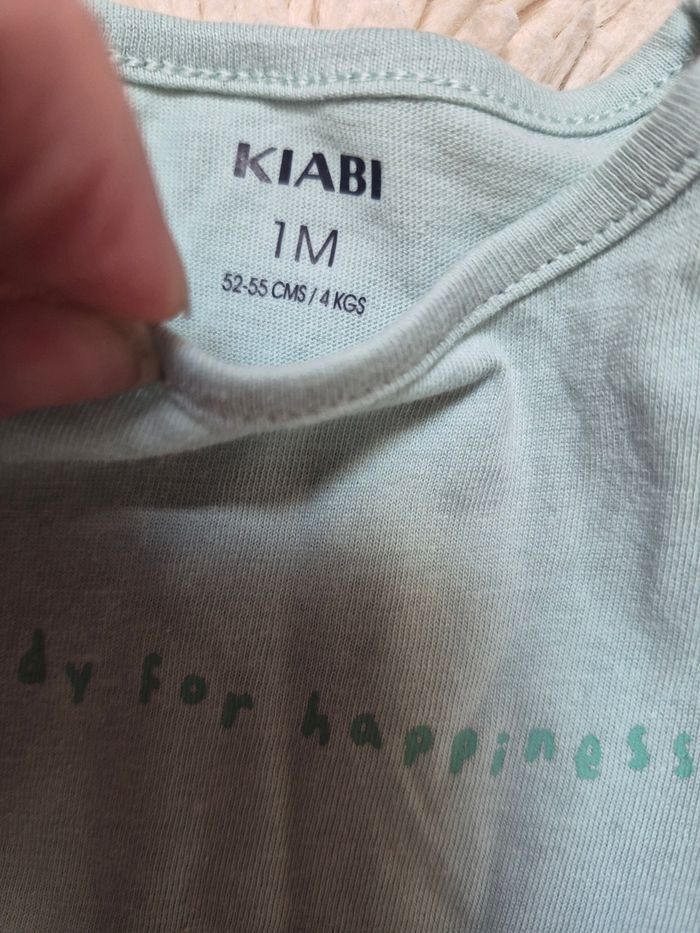 KIABI
1M
52-55 CMS / 4 KGS
dy for happiness